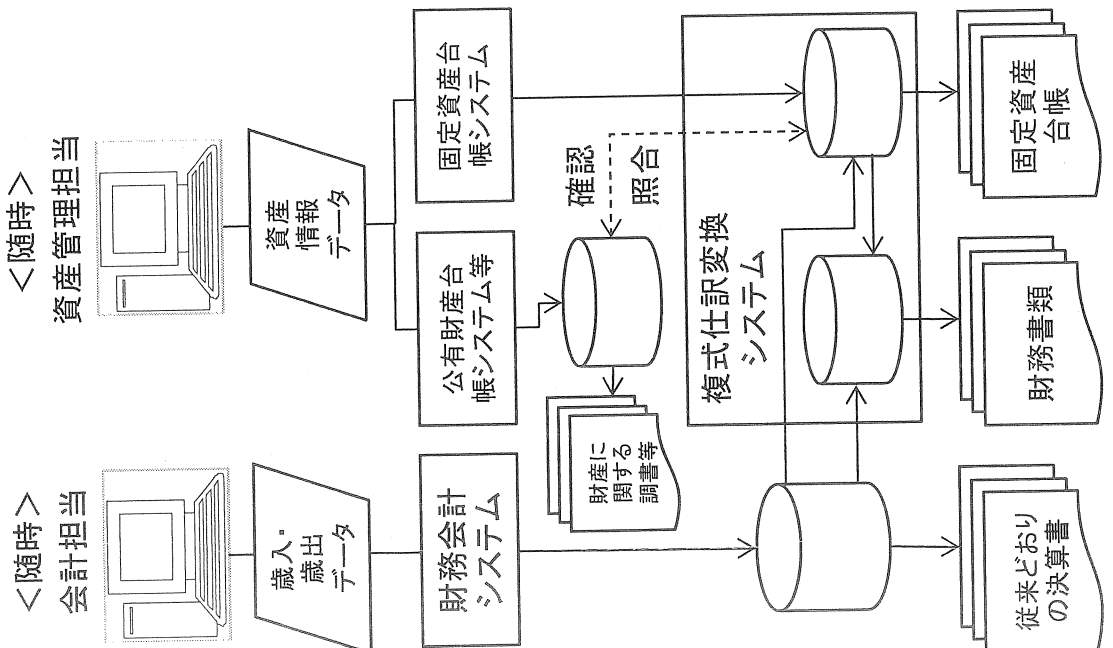 <随時>
会計担当
<随時>
資産管理担当
歳入・
歳出
データ
資産
情報
データ
財務会計
システム
公有財産台
帳システム等
固定資産台
帳システム
確認
照合
財産に
関する
調書等
複式仕訳変換
システム
従来どおり
の決算書
財務書類
固定資産
台帳